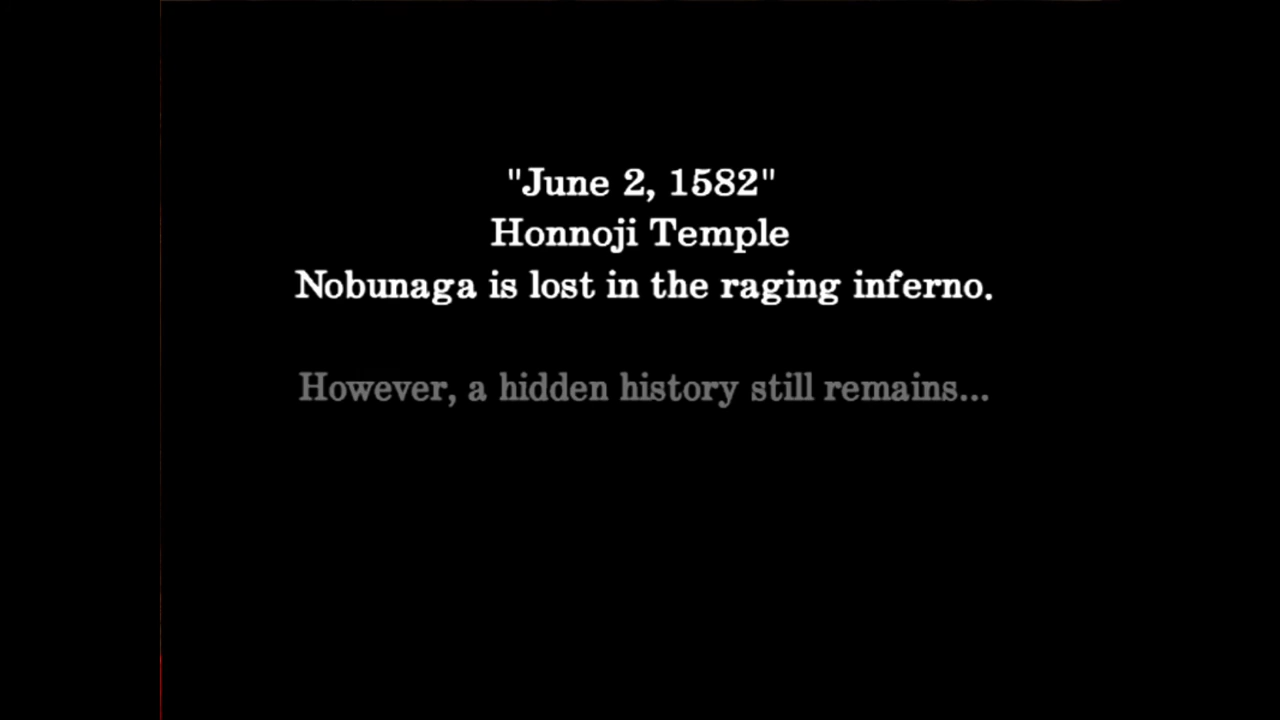 "June 2, 1582"
Honnoji Temple
Nobunaga is lost in the raging inferno.
However, a hidden history still remains...